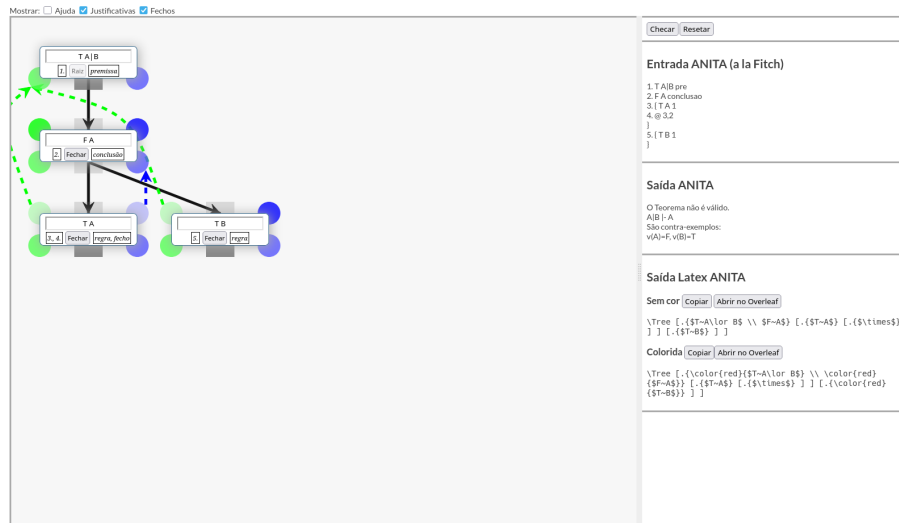 Mostrar: Ajuda Justificativas Fechos
T A|B
1. Raiz premissa
F A
2. Fechar conclusão
T A
3., 4. Fechar regra, fecho
T B
5. Fechar regra
Checar Resetar
Entrada ANITA (a la Fitch)
1. T A|B pre
2. F A conclusao
3. { T A 1
4. @ 3,2
}
5. { T B 1
}
Saída ANITA
O Teorema não é válido.
A|B |- A
São contra-exemplos:
v(A)=F, v(B)=T
Saída Latex ANITA
Sem cor Copiar Abrir no Overleaf
\Tree [.{$T~A\lor B$ \\ $F~A$} [.{$T~A$} [.{$\times$}
] ] [.{$T~B$} ] ]
Colorida Copiar Abrir no Overleaf
\Tree [.{\color{red}{$T~A\lor B$} \\ \color{red}
{$F~A$}} [.{$T~A$} [.{$\times$} ] ] [.{\color{red}
{$T~B$}} ] ]